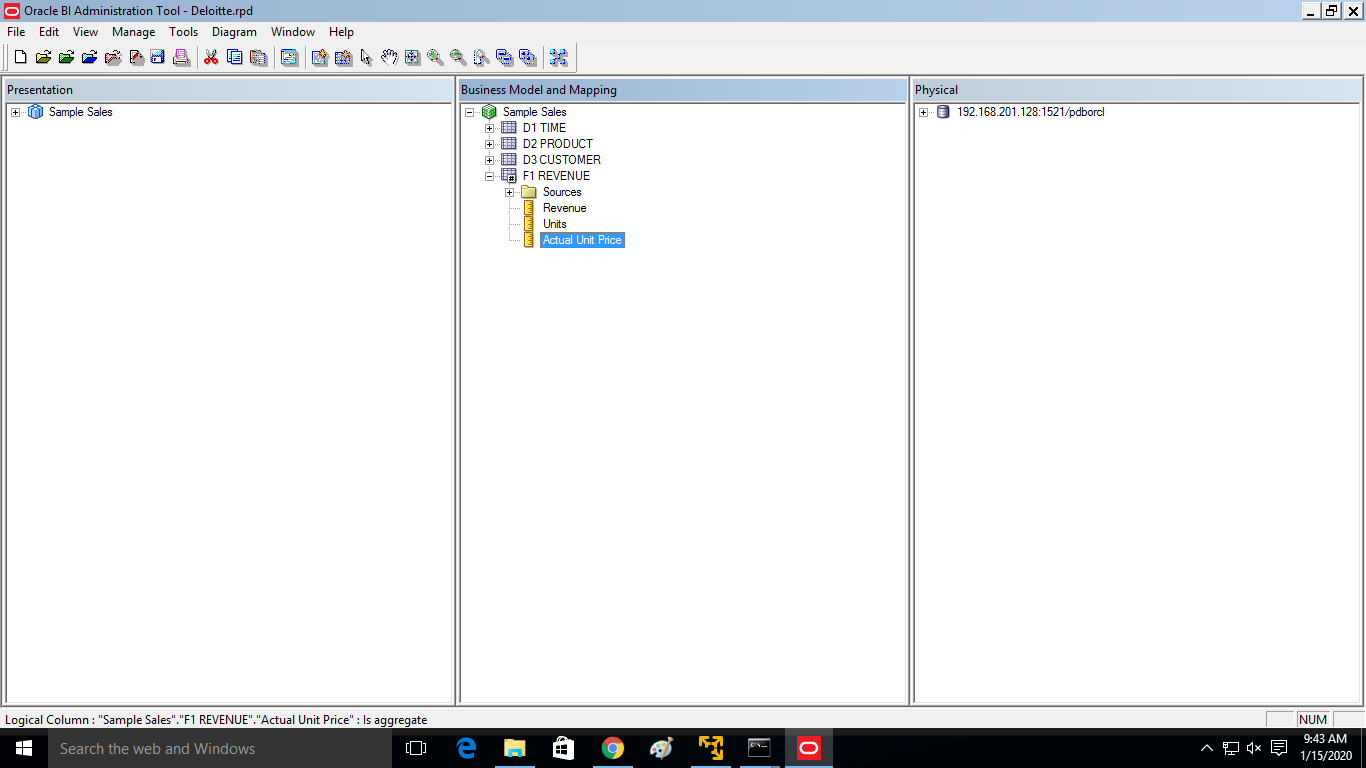 Oracle BI Administration Tool - Deloitte.rpd
File Edit View Manage Tools Diagram Window Help
Presentation
Sample Sales
Business Model and Mapping
Sample Sales
D1 TIME
D2 PRODUCT
D3 CUSTOMER
F1 REVENUE
Sources
Revenue
Units
Actual Unit Price
Physical
192.168.201.128:1521/pdborcl
Logical Column : "Sample Sales"."F1 REVENUE"."Actual Unit Price" : Is aggregate
NUM
Search the web and Windows
9:43 AM
1/15/2020